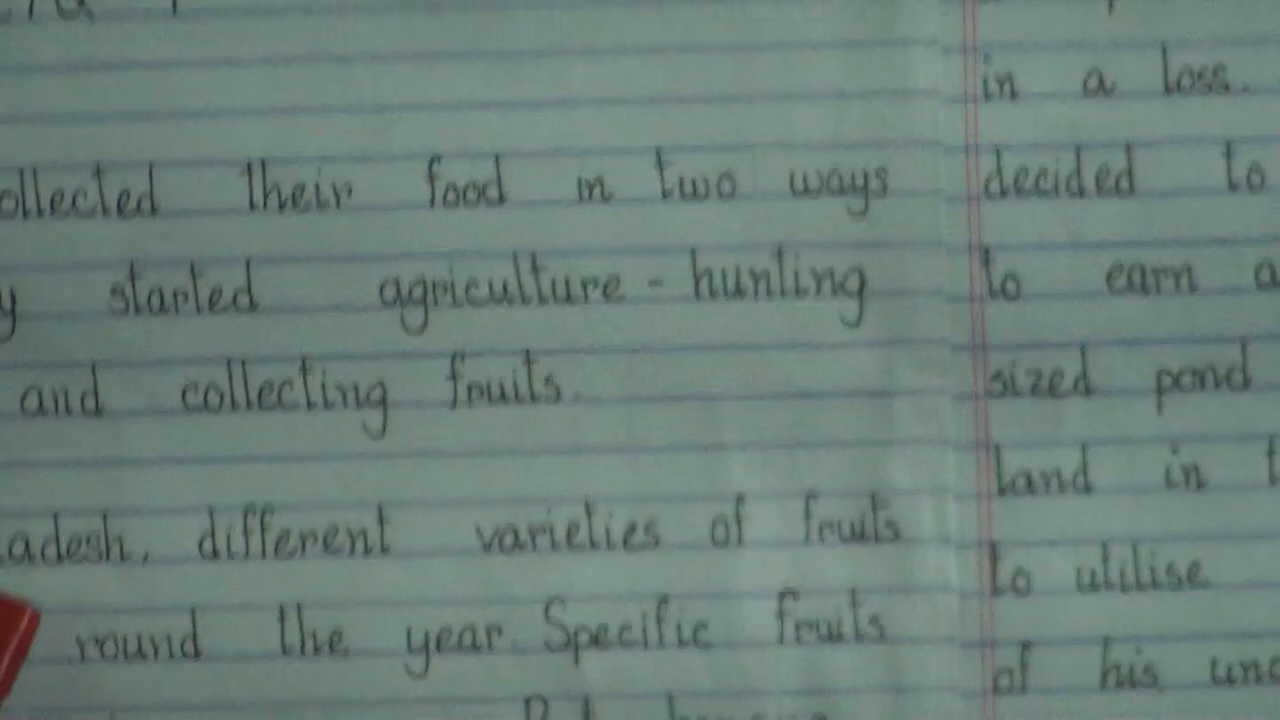 ollected their food in two ways
y started agriculture - hunting
and collecting fruits.
adesh, different varieties of fruits
round the year. Specific fruits
in a loss.
decided to
to earn a
sized pond
land in t
to utilise
of his unc